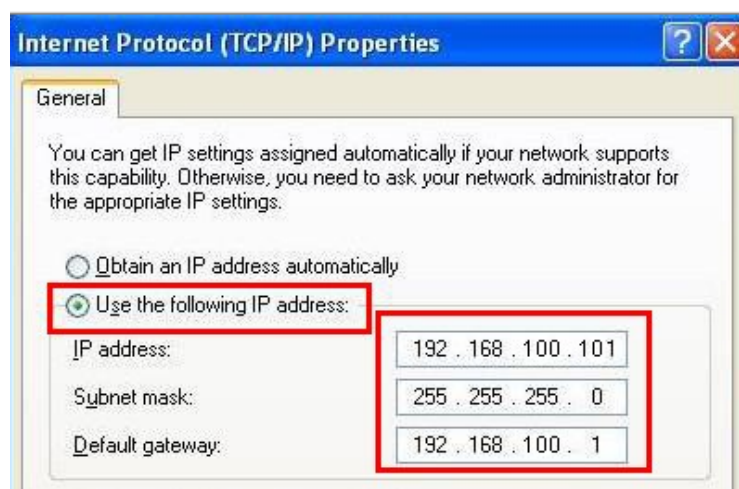 Internet Protocol (TCP/IP) Properties
General
You can get IP settings assigned automatically if your network supports
this capability. Otherwise, you need to ask your network administrator for
the appropriate IP settings.
Obtain an IP address automatically
Use the following IP address:
IP address: 192 . 168 . 100 . 101
Subnet mask: 255 . 255 . 255 . 0
Default gateway: 192 . 168 . 100 . 1